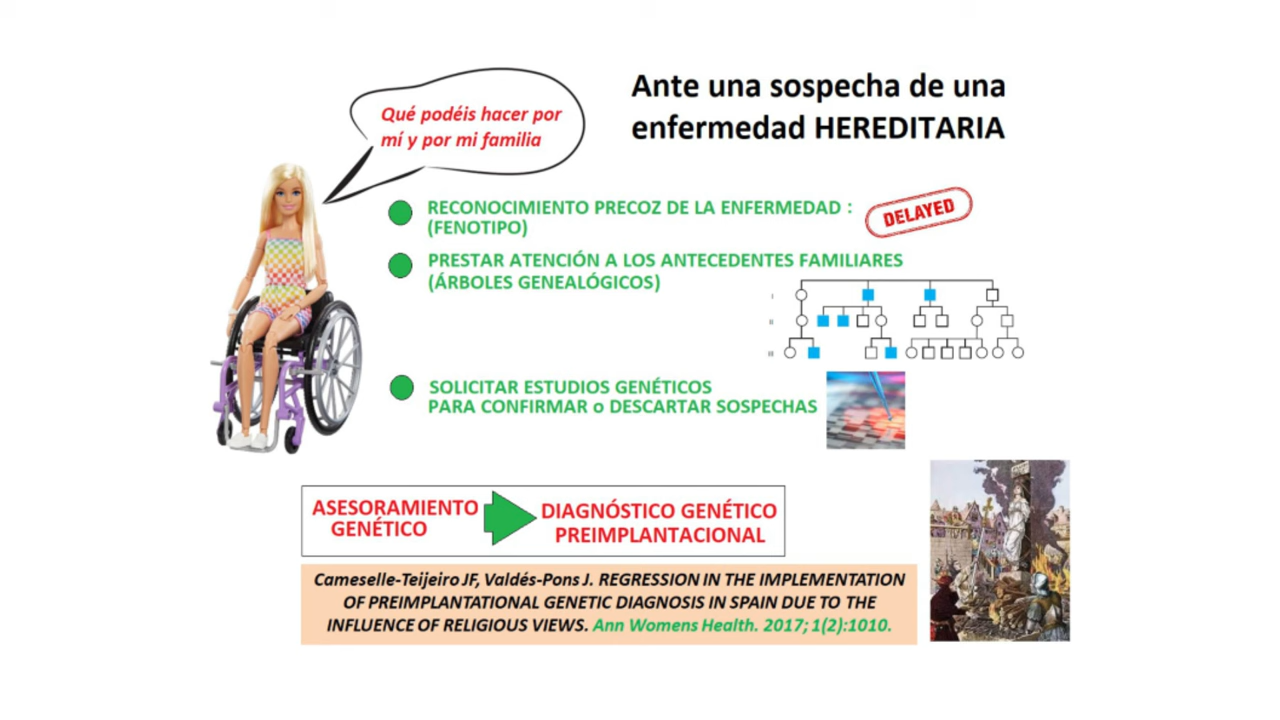 Ante una sospecha de una
enfermedad HEREDITARIA
Qué podéis hacer por
mí y por mi familia
RECONOCIMIENTO PRECOZ DE LA ENFERMEDAD :
(FENOTIPO)
DELAYED
PRESTAR ATENCIÓN A LOS ANTECEDENTES FAMILIARES
(ÁRBOLES GENEALÓGICOS)
I
II
III
SOLICITAR ESTUDIOS GENÉTICOS
PARA CONFIRMAR o DESCARTAR SOSPECHAS
ASESORAMIENTO
GENÉTICO
DIAGNÓSTICO GENÉTICO
PREIMPLANTACIONAL
Cameselle-Teijeiro JF, Valdés-Pons J. REGRESSION IN THE IMPLEMENTATION
OF PREIMPLANTATIONAL GENETIC DIAGNOSIS IN SPAIN DUE TO THE
INFLUENCE OF RELIGIOUS VIEWS. Ann Womens Health. 2017; 1(2):1010.